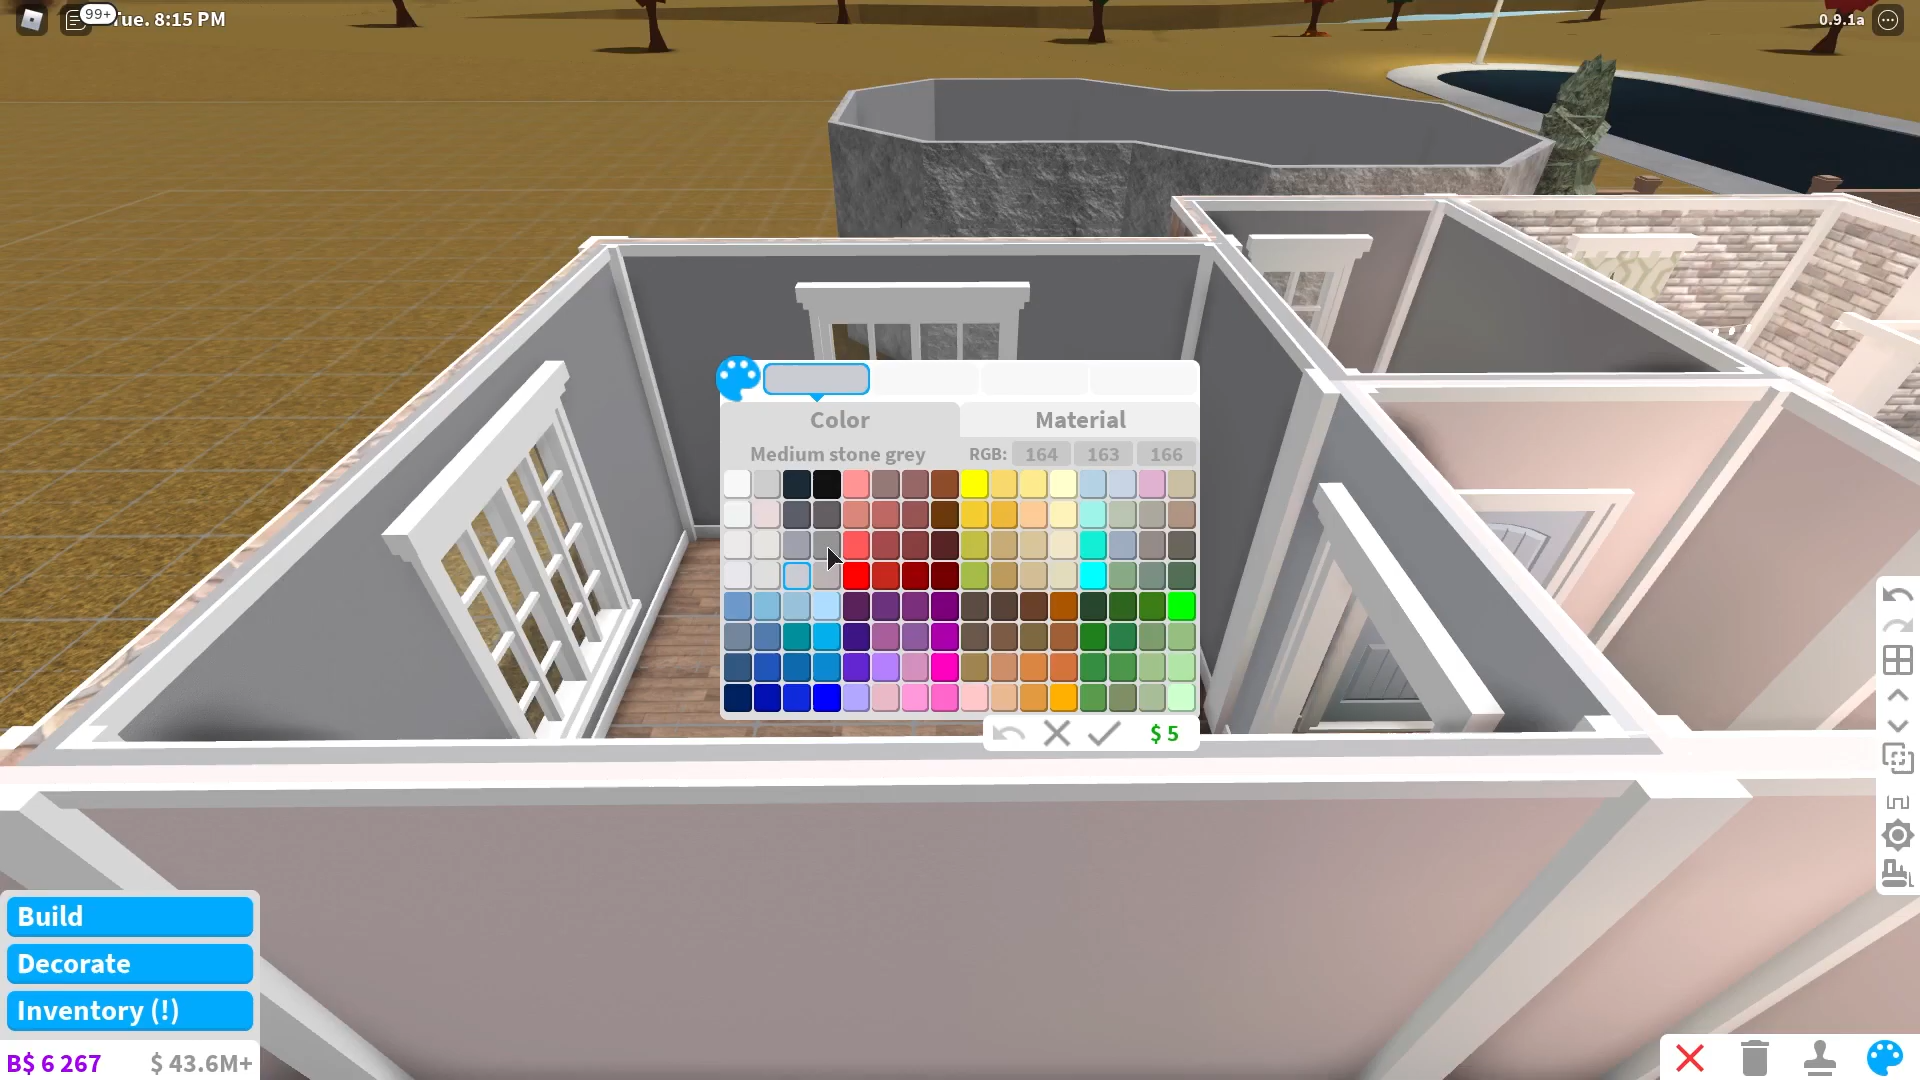 99+
Tue. 8:15 PM
0.9.1a
Color
Material
Medium stone grey
RGB: 164 163 166
$ 5
Build
Decorate
Inventory (!)
B$ 6 267
$ 43.6M+